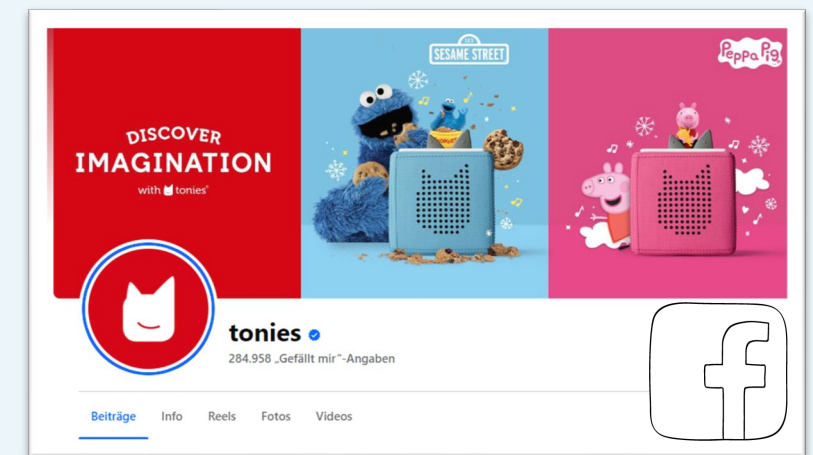 DISCOVER
IMAGINATION
with tonies®
123 SESAME STREET
Peppa Pig
tonies
284.958 „Gefällt mir“-Angaben
Beiträge Info Reels Fotos Videos
f